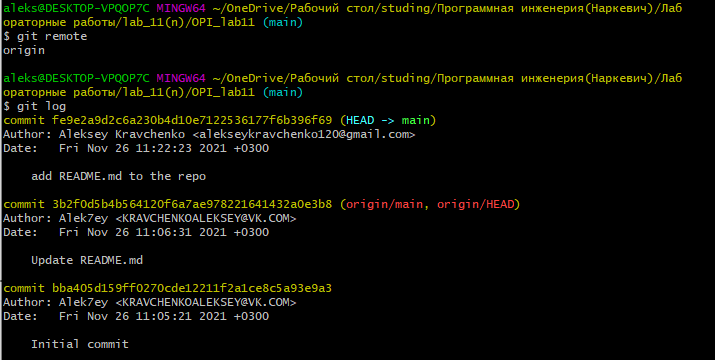 aleks@DESKTOP-VPQOP7C MINGW64 ~/OneDrive/Рабочий стол/studing/Программная инженерия(Наркевич)/Лаб
ораторные работы/lab_11(n)/OPI_lab11 (main)
$ git remote
origin
aleks@DESKTOP-VPQOP7C MINGW64 ~/OneDrive/Рабочий стол/studing/Программная инженерия(Наркевич)/Лаб
ораторные работы/lab_11(n)/OPI_lab11 (main)
$ git log
commit fe9e2a9d2c6a230b4d10e7122536177f6b396f69 (HEAD -> main)
Author: Aleksey Kravchenko <alekseykravchenko120@gmail.com>
Date:   Fri Nov 26 11:22:23 2021 +0300
add README.md to the repo
commit 3b2f0d5b4b564120f6a7ae978221641432a0e3b8 (origin/main, origin/HEAD)
Author: Alek7ey <KRAVCHENKOALEKSEY@VK.COM>
Date:   Fri Nov 26 11:06:31 2021 +0300
Update README.md
commit bba405d159ff0270cde12211f2a1ce8c5a93e9a3
Author: Alek7ey <KRAVCHENKOALEKSEY@VK.COM>
Date:   Fri Nov 26 11:05:21 2021 +0300
Initial commit